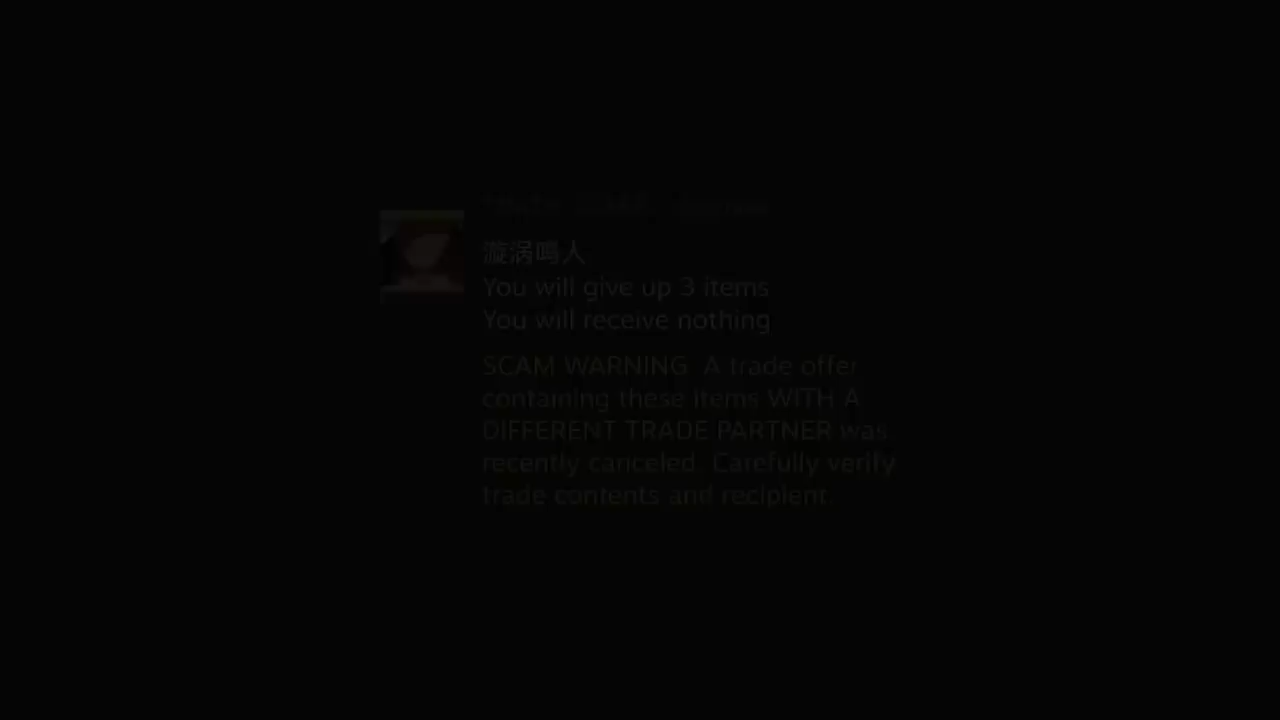 漩涡鸣人
You will give up 3 items
You will receive nothing
SCAM WARNING. A trade offer
containing these items WITH A
DIFFERENT TRADE PARTNER was
recently canceled. Carefully verify
trade contents and recipient.